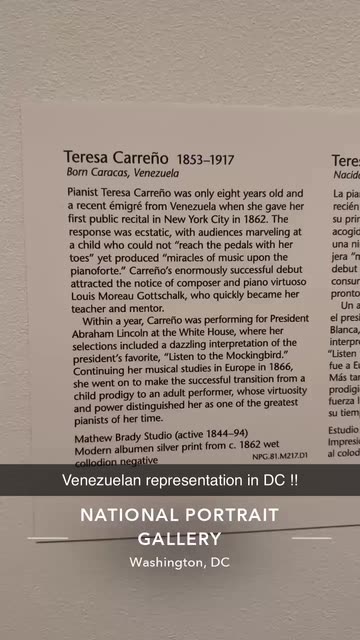 Teresa Carreño 1853–1917
Born Caracas, Venezuela
Pianist Teresa Carreño was only eight years old and
a recent émigré from Venezuela when she gave her
first public recital in New York City in 1862. The
response was ecstatic, with audiences marveling at
a child who could not “reach the pedals with her
toes” yet produced “miracles of music upon the
pianoforte.” Carreño’s enormously successful debut
attracted the notice of composer and piano virtuoso
Louis Moreau Gottschalk, who quickly became her
teacher and mentor.
Within a year, Carreño was performing for President
Abraham Lincoln at the White House, where her
selections included a dazzling interpretation of the
president’s favorite, “Listen to the Mockingbird.”
Continuing her musical studies in Europe in 1866,
she went on to make the successful transition from a
child prodigy to an adult performer, whose virtuosity
and power distinguished her as one of the greatest
pianists of her time.
Mathew Brady Studio (active 1844–94)
Modern albumen silver print from c. 1862 wet
collodion negative
NPG.81.M217.D1
Teres
Nacida
La pia
recién
su prin
acogid
una ni
jera “m
debut
consum
pronto
Un a
el presi
Blanca,
interpre
“Listen
fue a Eu
Más tar
prodigi
fuerza l
su tiemp
Estudio
Impresi
al colod
Venezuelan representation in DC !!
NATIONAL PORTRAIT
GALLERY
Washington, DC